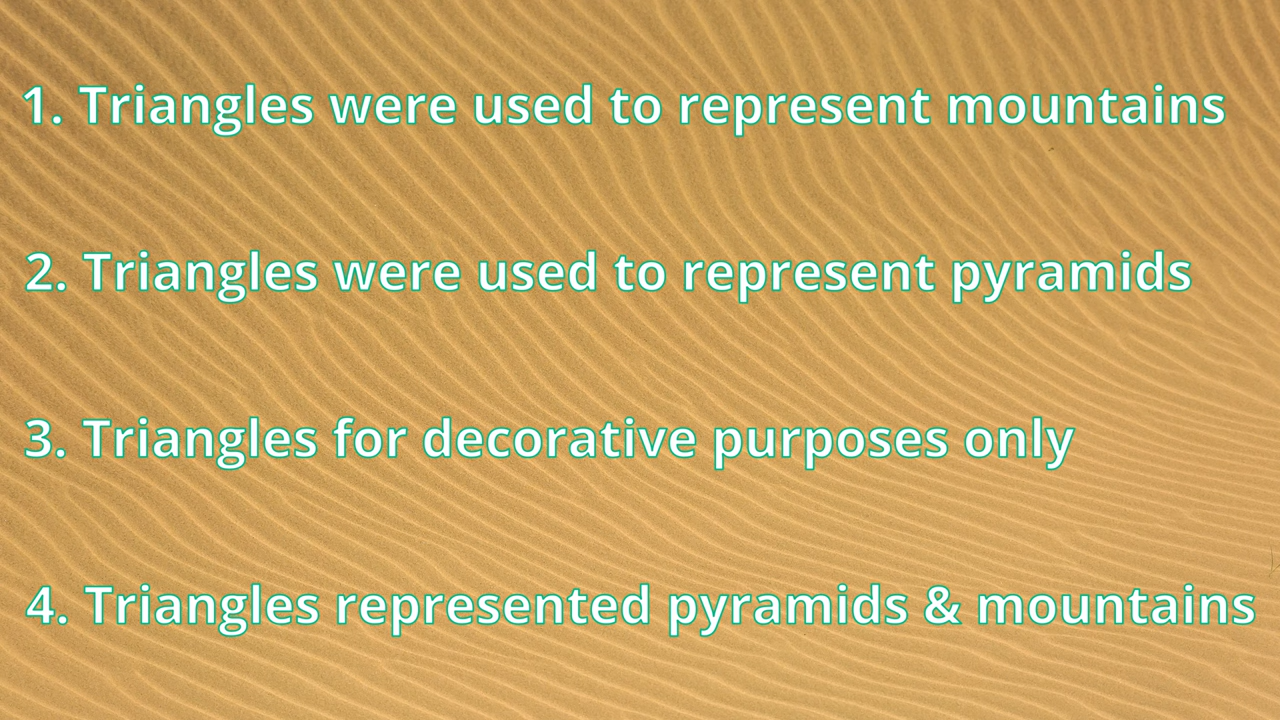 1. Triangles were used to represent mountains
2. Triangles were used to represent pyramids
3. Triangles for decorative purposes only
4. Triangles represented pyramids & mountains